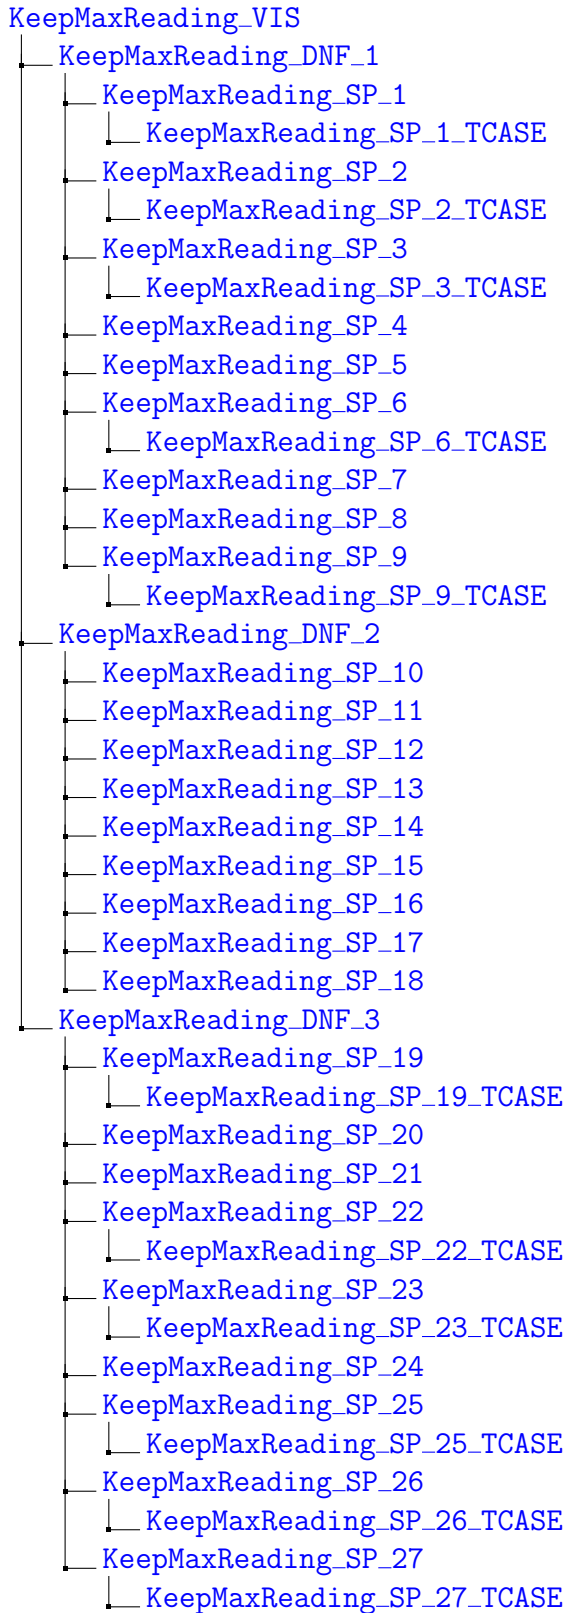 KeepMaxReading_VIS
KeepMaxReading_DNF_1
KeepMaxReading_SP_1
KeepMaxReading_SP_1_TCASE
KeepMaxReading_SP_2
KeepMaxReading_SP_2_TCASE
KeepMaxReading_SP_3
KeepMaxReading_SP_3_TCASE
KeepMaxReading_SP_4
KeepMaxReading_SP_5
KeepMaxReading_SP_6
KeepMaxReading_SP_6_TCASE
KeepMaxReading_SP_7
KeepMaxReading_SP_8
KeepMaxReading_SP_9
KeepMaxReading_SP_9_TCASE
KeepMaxReading_DNF_2
KeepMaxReading_SP_10
KeepMaxReading_SP_11
KeepMaxReading_SP_12
KeepMaxReading_SP_13
KeepMaxReading_SP_14
KeepMaxReading_SP_15
KeepMaxReading_SP_16
KeepMaxReading_SP_17
KeepMaxReading_SP_18
KeepMaxReading_DNF_3
KeepMaxReading_SP_19
KeepMaxReading_SP_19_TCASE
KeepMaxReading_SP_20
KeepMaxReading_SP_21
KeepMaxReading_SP_22
KeepMaxReading_SP_22_TCASE
KeepMaxReading_SP_23
KeepMaxReading_SP_23_TCASE
KeepMaxReading_SP_24
KeepMaxReading_SP_25
KeepMaxReading_SP_25_TCASE
KeepMaxReading_SP_26
KeepMaxReading_SP_26_TCASE
KeepMaxReading_SP_27
KeepMaxReading_SP_27_TCASE